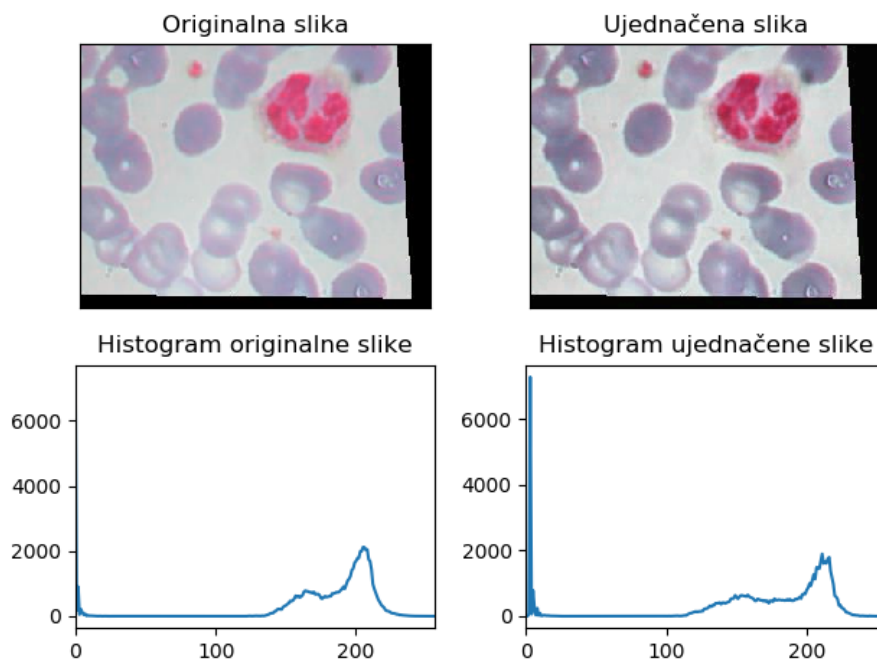 Originalna slika
Ujednačena slika
Histogram originalne slike
Histogram ujednačene slike
6000
4000
2000
0
0 100 200
6000
4000
2000
0
0 100 200